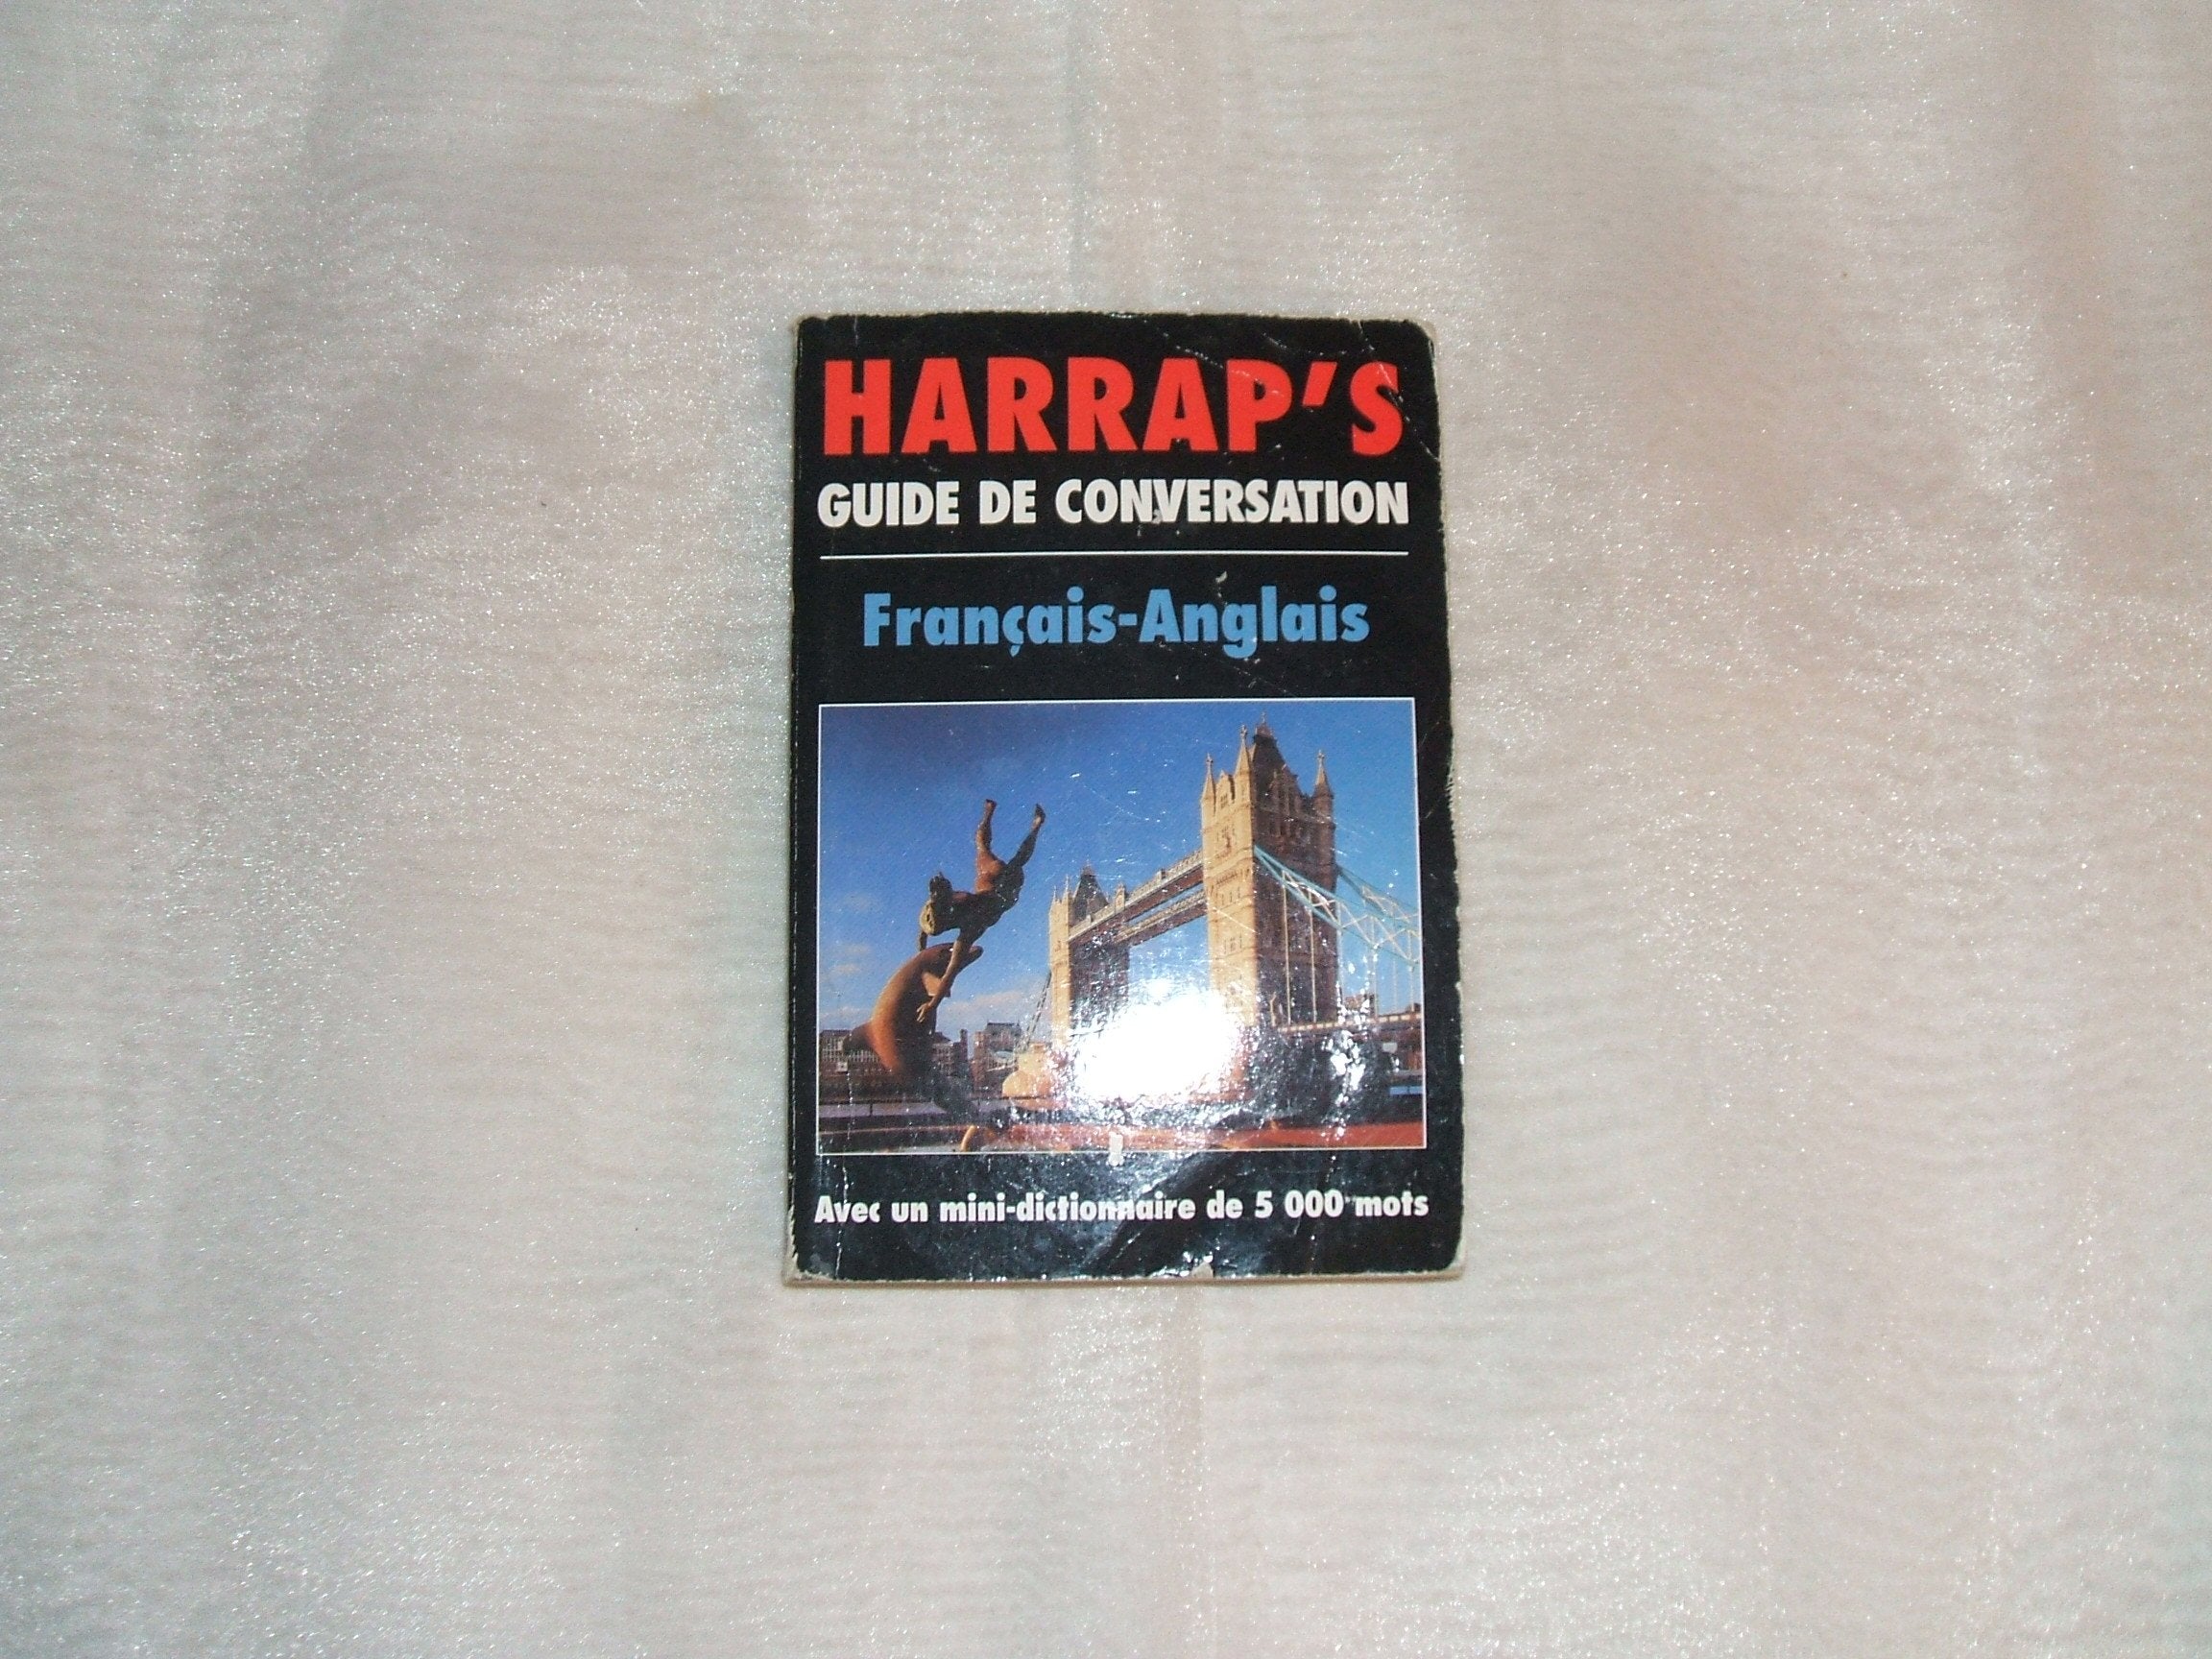 HARRAP'S
GUIDE DE CONVERSATION
Français-Anglais
Avec un mini-dictionnaire de 5 000 mots